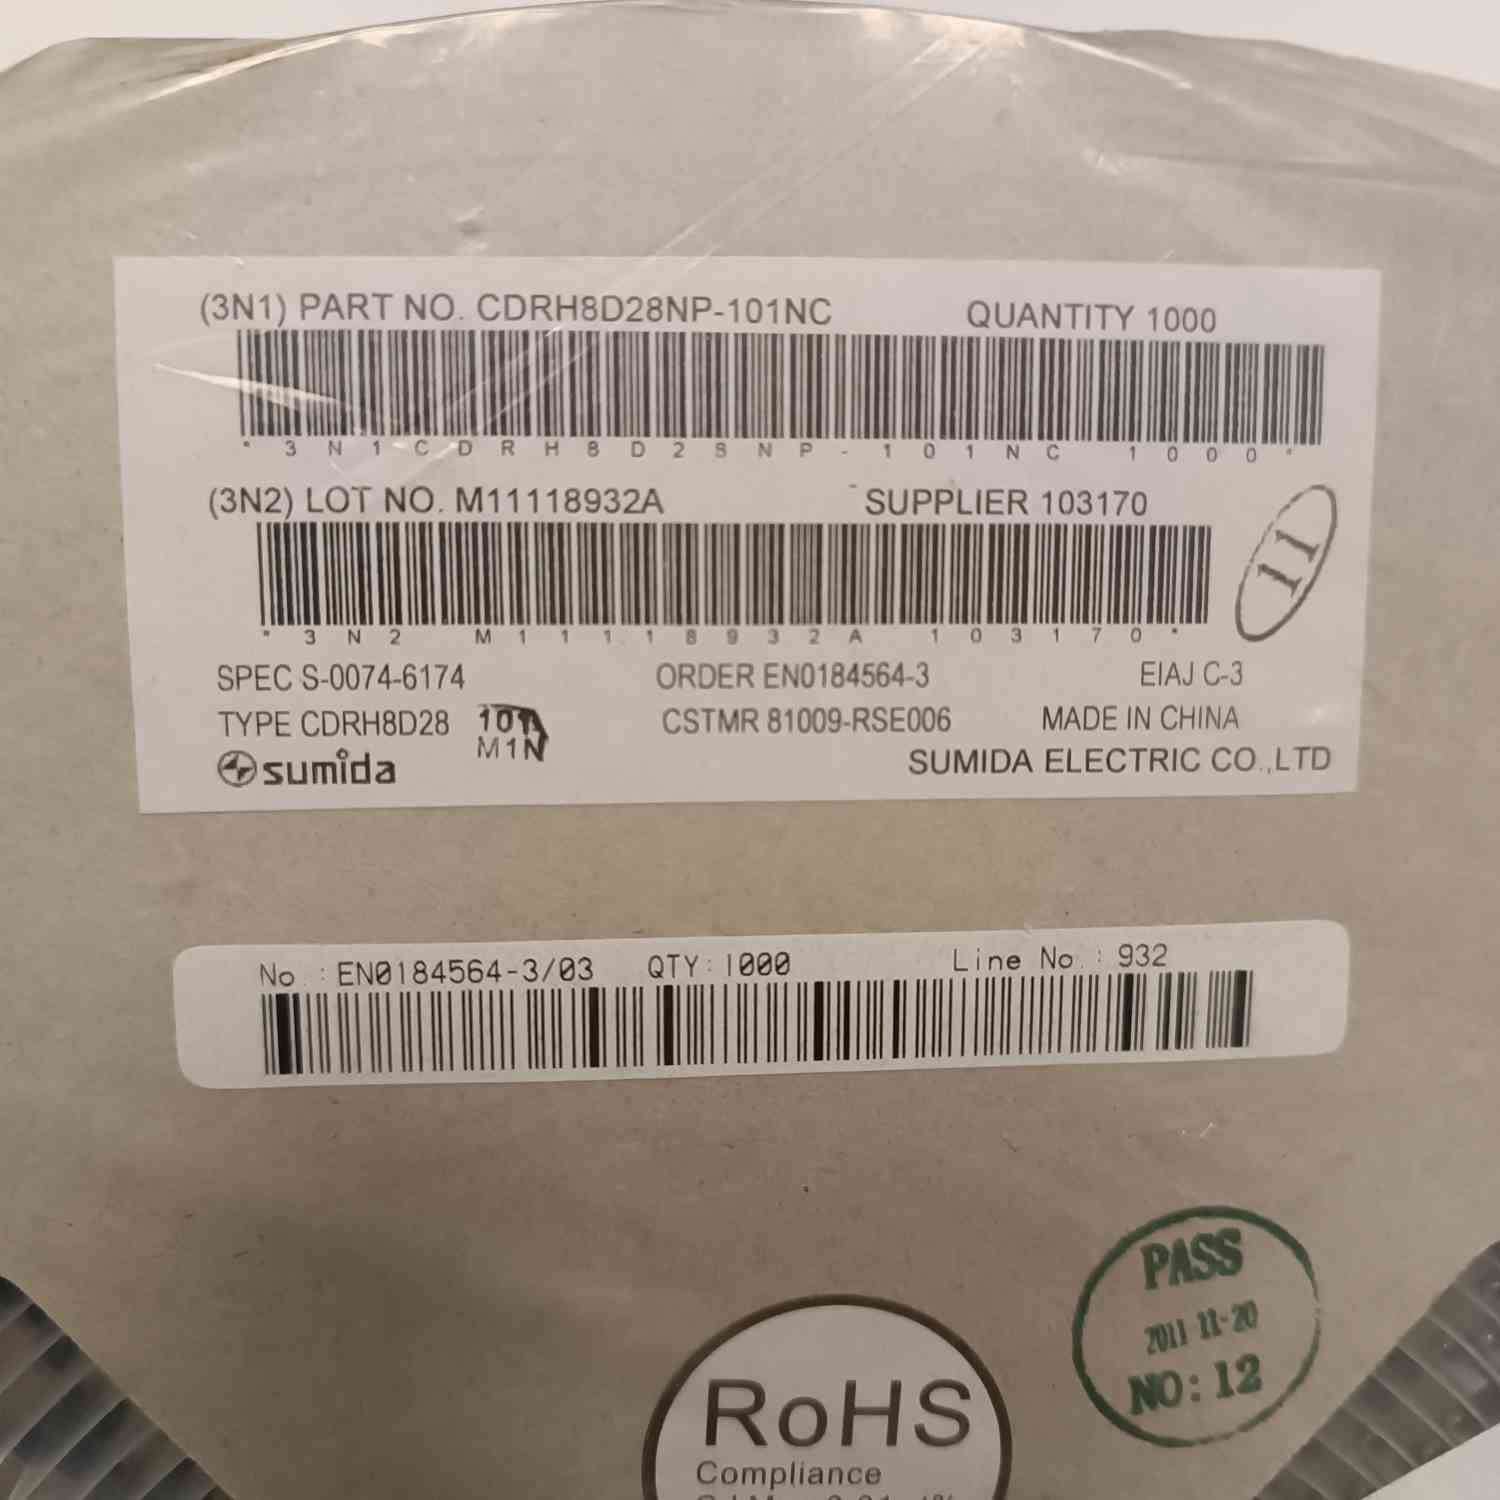 (3N1) PART NO. CDRH8D28NP-101NC QUANTITY 1000
*3N1CDRH8D28NP-101NC 1000*
(3N2) LOT NO. M11118932A SUPPLIER 103170
*3N2 M11118932A 103170*
11
SPEC S-0074-6174 ORDER EN0184564-3 EIAJ C-3
TYPE CDRH8D28 101 CSTMR 81009-RSE006 MADE IN CHINA
M1N
sumida SUMIDA ELECTRIC CO.,LTD
No.:EN0184564-3/03 QTY:1000 Line No.:932
PASS
2011-11-20
NO:12
RoHS
Compliance